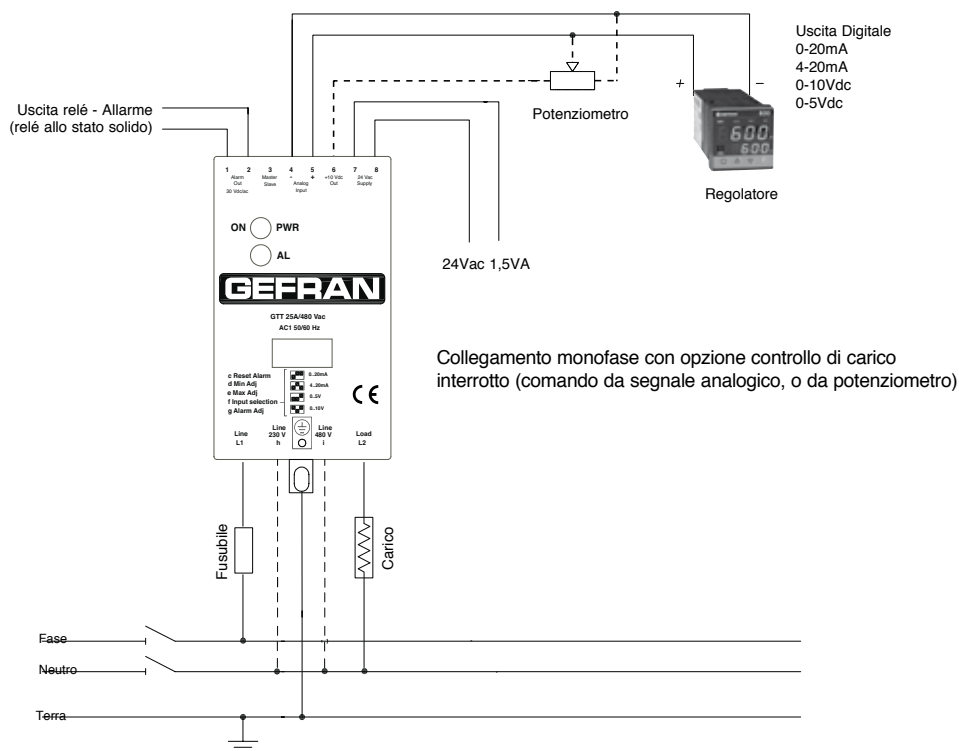 Uscita Digitale
0-20mA
4-20mA
0-10Vdc
0-5Vdc
+
–
Potenziometro
Regolatore
600
600
Uscita relé - Allarme
(relé allo stato solido)
1 2 3 4 5 6 7 8
Alarm Out 30 Vdc/ac
Master Slave
- +
Analog Input
+10 Vdc Out
24 Vac Supply
24Vac 1,5VA
ON PWR
AL
GEFRAN
GTT 25A/480 Vac
AC1 50/60 Hz
c Reset Alarm
d Min Adj
e Max Adj
f Input selection
g Alarm Adj
0..20mA
4..20mA
0..5V
0..10V
CE
Line L1
Line 230 V h
Line 480 V i
Load L2
Collegamento monofase con opzione controllo di carico
interrotto (comando da segnale analogico, o da potenziometro)
Fusubile
Carico
Fase
Neutro
Terra